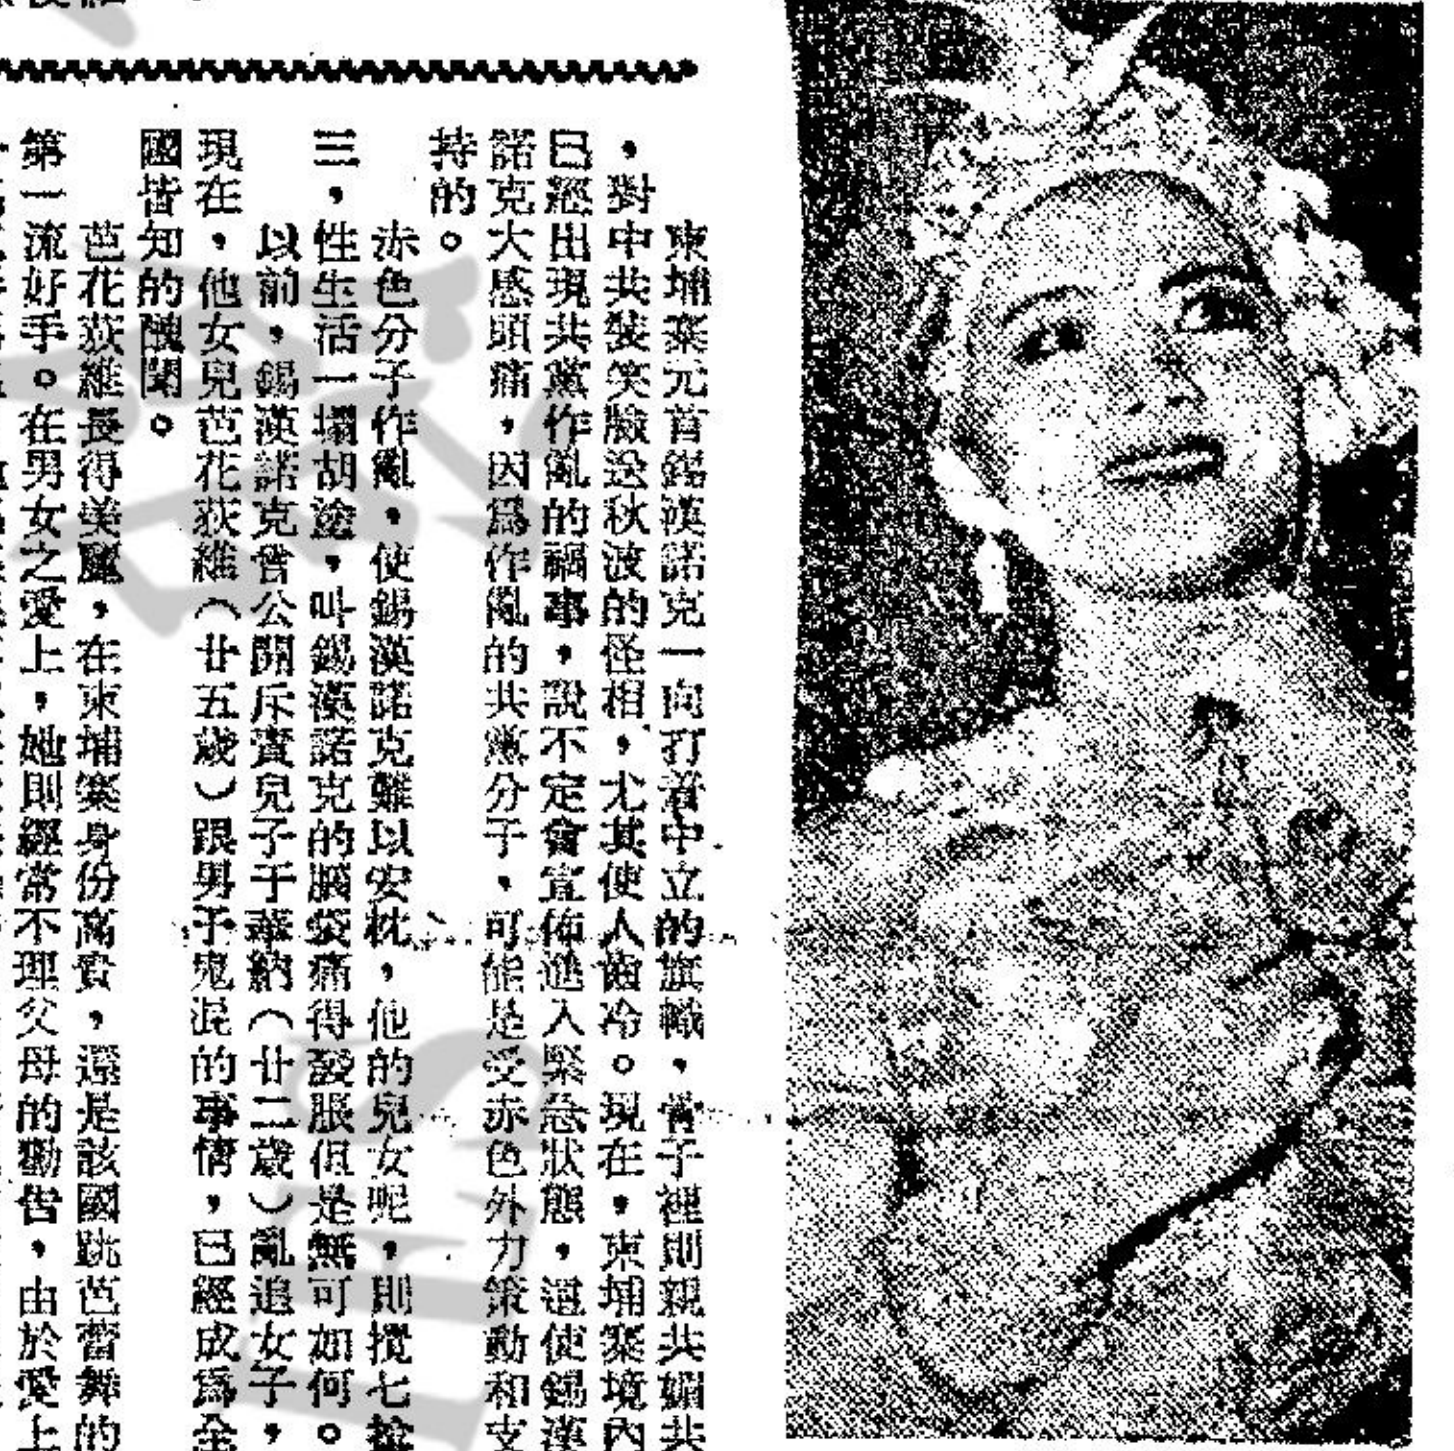 柬埔寨元首錫漢諾克一向打着中立的旗幟,骨子裡則親共媚共
,對中共裝笑臉送秋波的怪相,尤其使人齒冷。現在,柬埔寨境內
已經出現共黨作亂的禍事,說不定會宣佈進入緊急狀態,這使錫漢
諾克大感頭痛,因爲作亂的共黨分子,可能是受赤色外力策動和支
持的。
赤色分子作亂,使錫漢諾克難以安枕,他的兒女呢,則攪七捻
三,性生活一塌胡塗,叫錫漢諾克的腦袋痛得發脹但是無可如何。
以前,錫漢諾克曾公開斥責兒子于華納(廿二歲)亂追女子,
現在,他女兒芭花荻維(廿五歲)跟男子鬼混的事情,已經成爲全
國皆知的醜聞。
芭花荻維長得美麗,在柬埔寨身份高貴,還是該國跳芭蕾舞的
第一流好手。在男女之愛上,她則經常不理父母的勸告,由於愛上